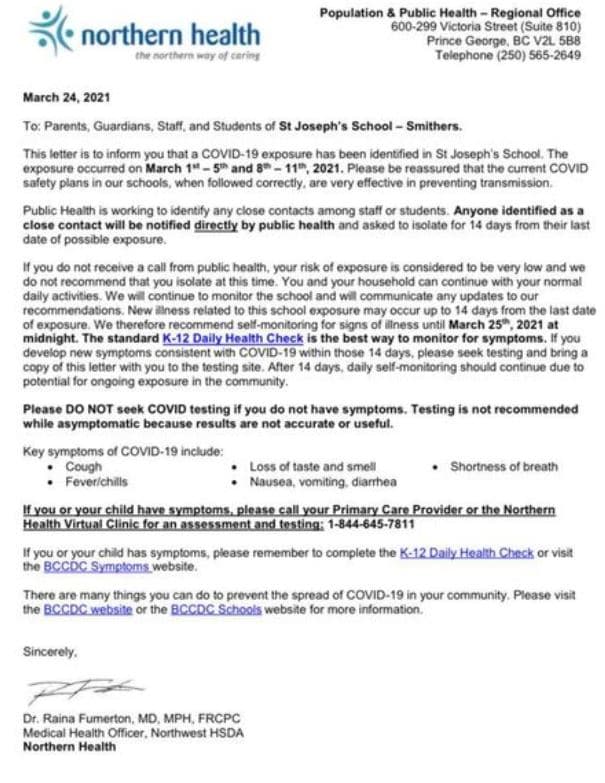 northern health
the northern way of caring
Population & Public Health – Regional Office
600-299 Victoria Street (Suite 810)
Prince George, BC V2L 5B8
Telephone (250) 565-2649
March 24, 2021
To: Parents, Guardians, Staff, and Students of St Joseph's School – Smithers.
This letter is to inform you that a COVID-19 exposure has been identified in St Joseph's School. The
exposure occurred on March 1st – 5th and 8th – 11th, 2021. Please be reassured that the current COVID
safety plans in our schools, when followed correctly, are very effective in preventing transmission.
Public Health is working to identify any close contacts among staff or students. Anyone identified as a
close contact will be notified directly by public health and asked to isolate for 14 days from their last
date of possible exposure.
If you do not receive a call from public health, your risk of exposure is considered to be very low and we
do not recommend that you isolate at this time. You and your household can continue with your normal
daily activities. We will continue to monitor the school and will communicate any updates to our
recommendations. New illness related to this school exposure may occur up to 14 days from the last date
of exposure. We therefore recommend self-monitoring for signs of illness until March 25th, 2021 at
midnight. The standard K-12 Daily Health Check is the best way to monitor for symptoms. If you
develop new symptoms consistent with COVID-19 within those 14 days, please seek testing and bring a
copy of this letter with you to the testing site. After 14 days, daily self-monitoring should continue due to
potential for ongoing exposure in the community.
Please DO NOT seek COVID testing if you do not have symptoms. Testing is not recommended
while asymptomatic because results are not accurate or useful.
Key symptoms of COVID-19 include:
• Cough • Loss of taste and smell • Shortness of breath
• Fever/chills • Nausea, vomiting, diarrhea
If you or your child have symptoms, please call your Primary Care Provider or the Northern
Health Virtual Clinic for an assessment and testing: 1-844-645-7811
If you or your child has symptoms, please remember to complete the K-12 Daily Health Check or visit
the BCCDC Symptoms website.
There are many things you can do to prevent the spread of COVID-19 in your community. Please visit
the BCCDC website or the BCCDC Schools website for more information.
Sincerely,
Dr. Raina Fumerton, MD, MPH, FRCPC
Medical Health Officer, Northwest HSDA
Northern Health